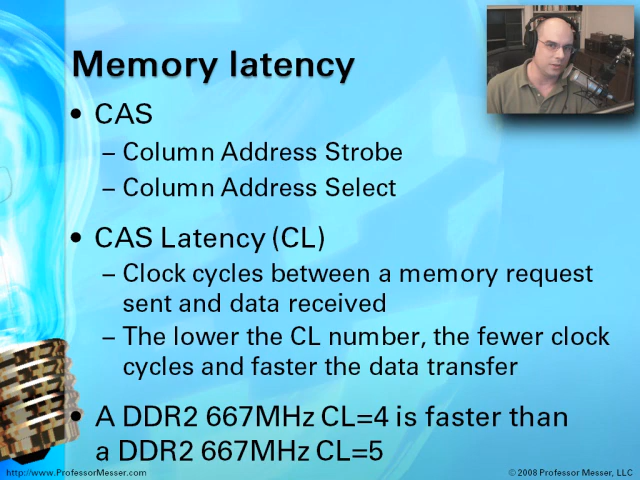 Memory latency
• CAS
– Column Address Strobe
– Column Address Select
• CAS Latency (CL)
– Clock cycles between a memory request
sent and data received
– The lower the CL number, the fewer clock
cycles and faster the data transfer
• A DDR2 667MHz CL=4 is faster than
a DDR2 667MHz CL=5
http://www.ProfessorMesser.com
© 2008 Professor Messer, LLC